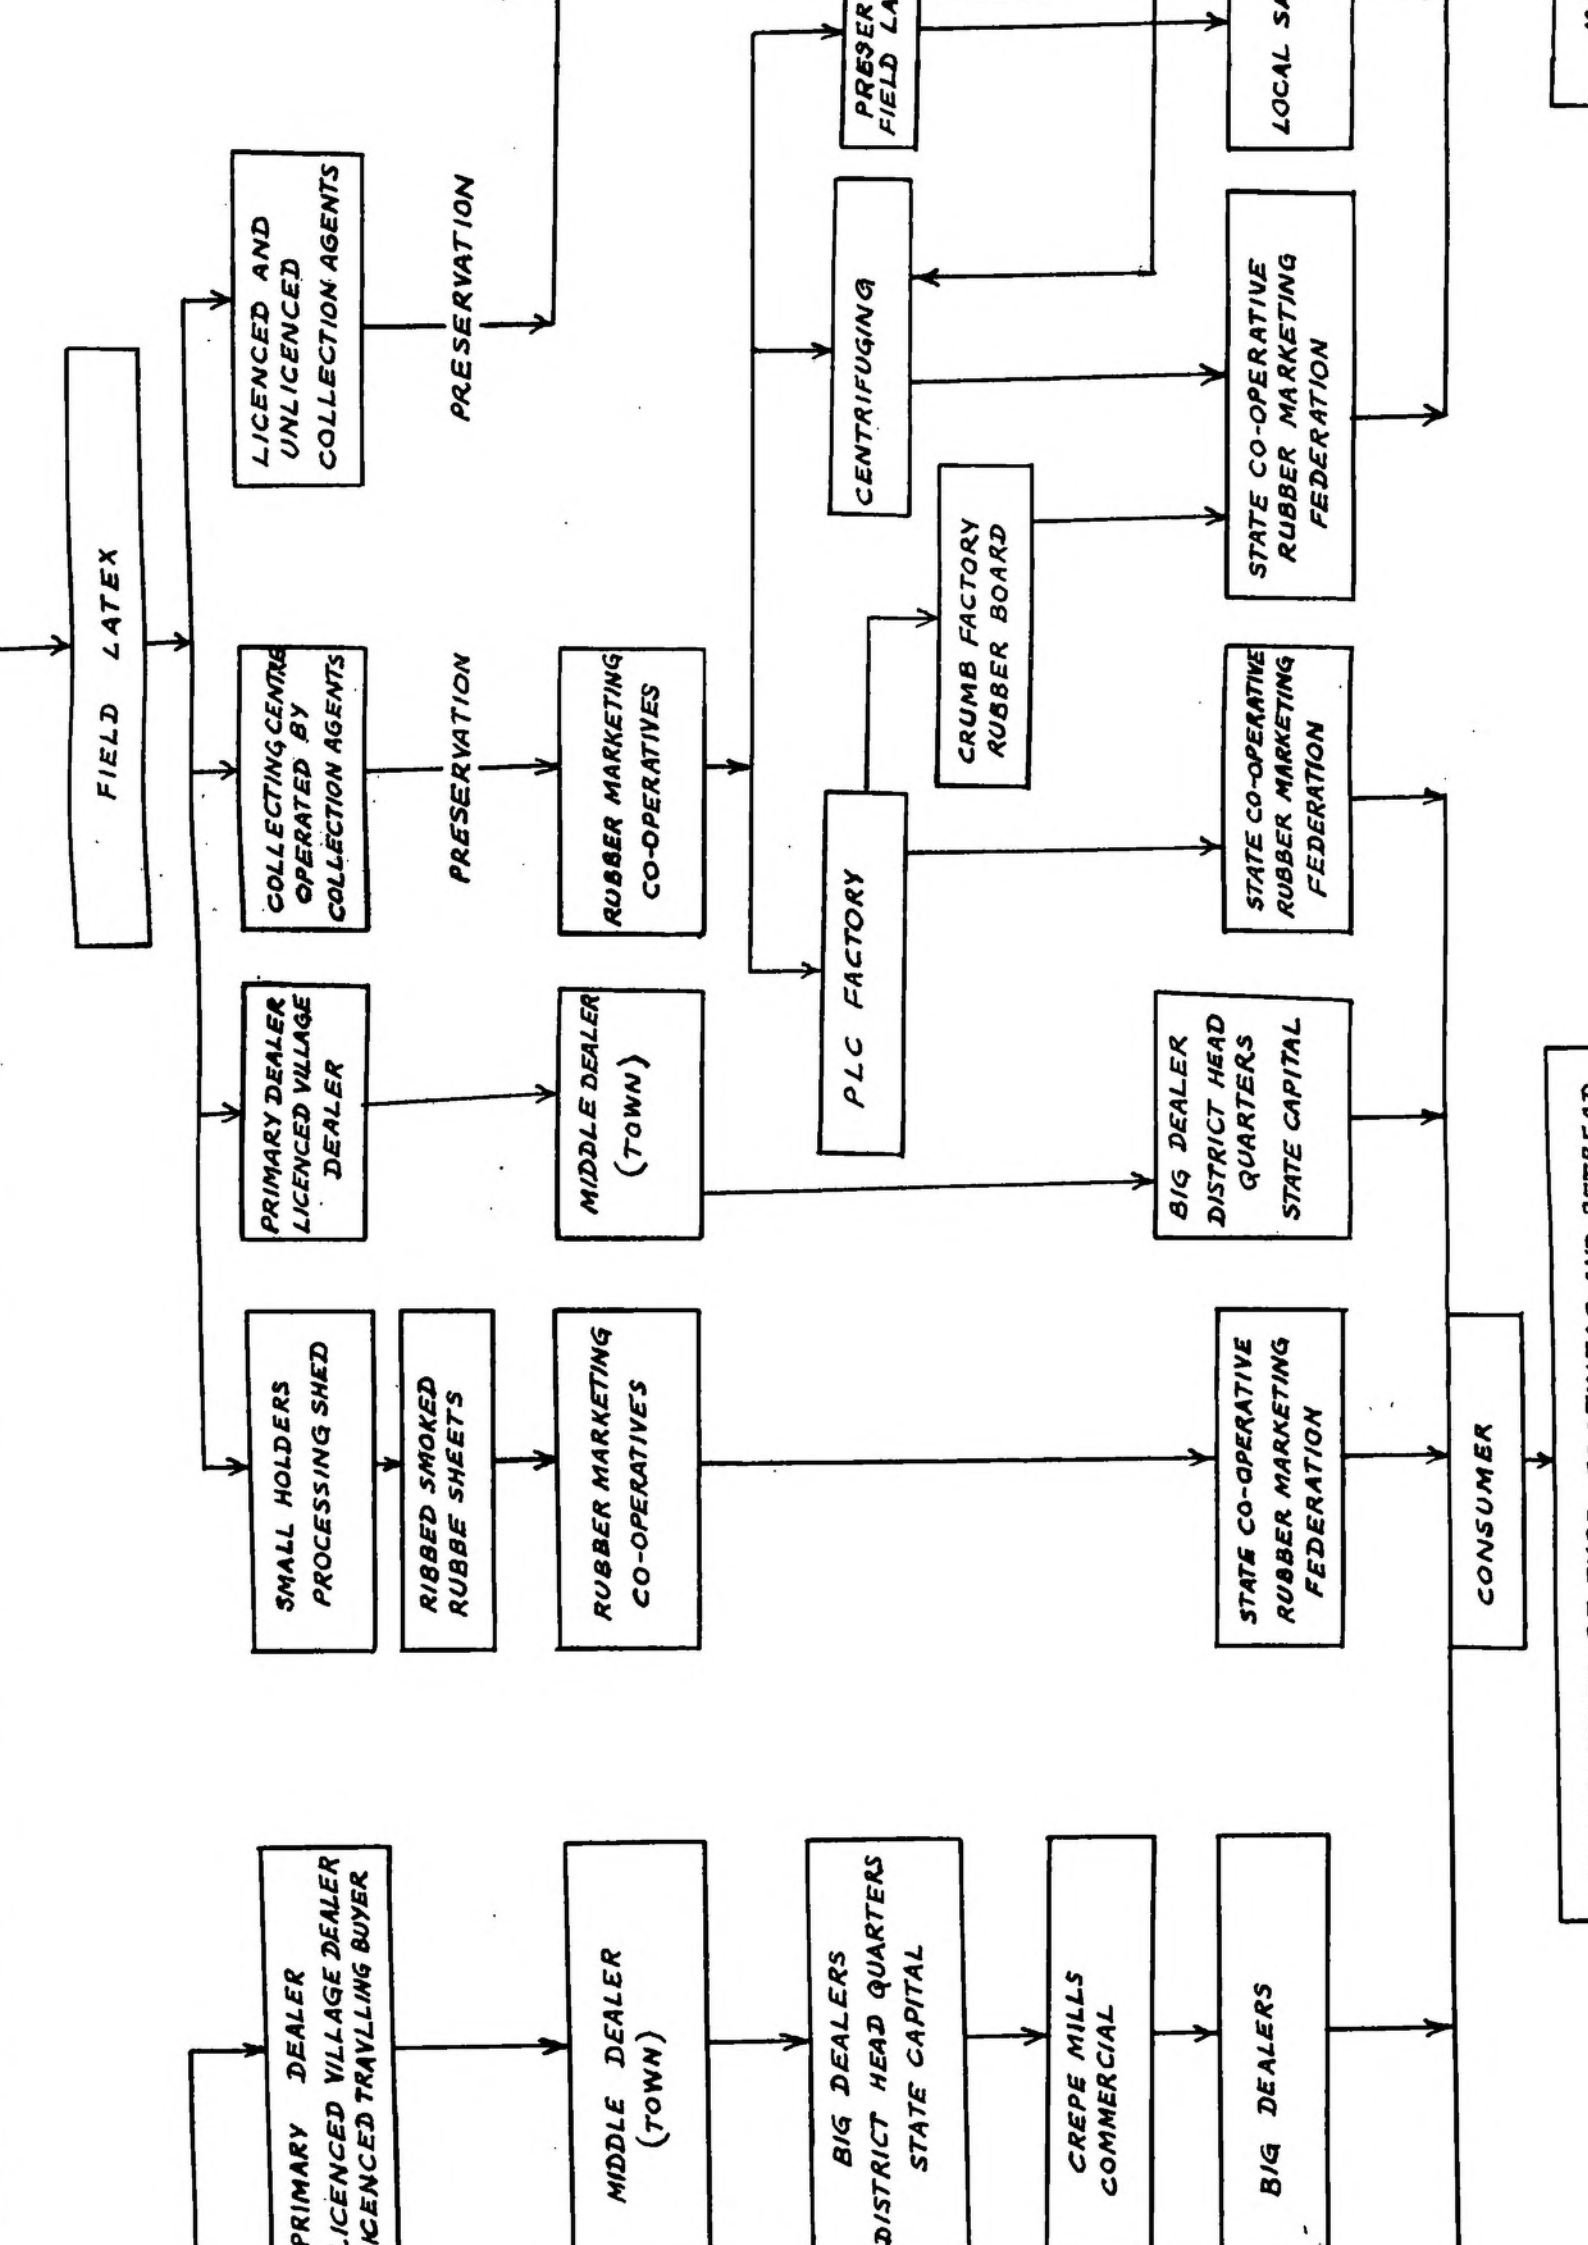 FIELD LATEX
PRIMARY DEALER
LICENCED VILLAGE DEALER
ICENCED TRAVLLING BUYER
SMALL HOLDERS
PROCESSING SHED
PRIMARY DEALER
LICENCED VILLAGE
DEALER
COLLECTING CENTRE
OPERATED BY
COLLECTION AGENTS
LICENCED AND
UNLICENCED
COLLECTION AGENTS
RIBBED SMOKED
RUBBE SHEETS
PRESERVATION
PRESERVATION
MIDDLE DEALER
(TOWN)
RUBBER MARKETING
CO-OPERATIVES
MIDDLE DEALER
(TOWN)
RUBBER MARKETING
CO-OPERATIVES
BIG DEALERS
DISTRICT HEAD QUARTERS
STATE CAPITAL
PLC FACTORY
CENTRIFUGING
PRESER
FIELD LA
CRUMB FACTORY
RUBBER BOARD
CREPE MILLS
COMMERCIAL
BIG DEALER
DISTRICT HEAD
QUARTERS
STATE CAPITAL
BIG DEALERS
STATE CO-OPERATIVE
RUBBER MARKETING
FEDERATION
STATE CO-OPERATIVE
RUBBER MARKETING
FEDERATION
STATE CO-OPERATIVE
RUBBER MARKETING
FEDERATION
LOCAL SA
CONSUMER